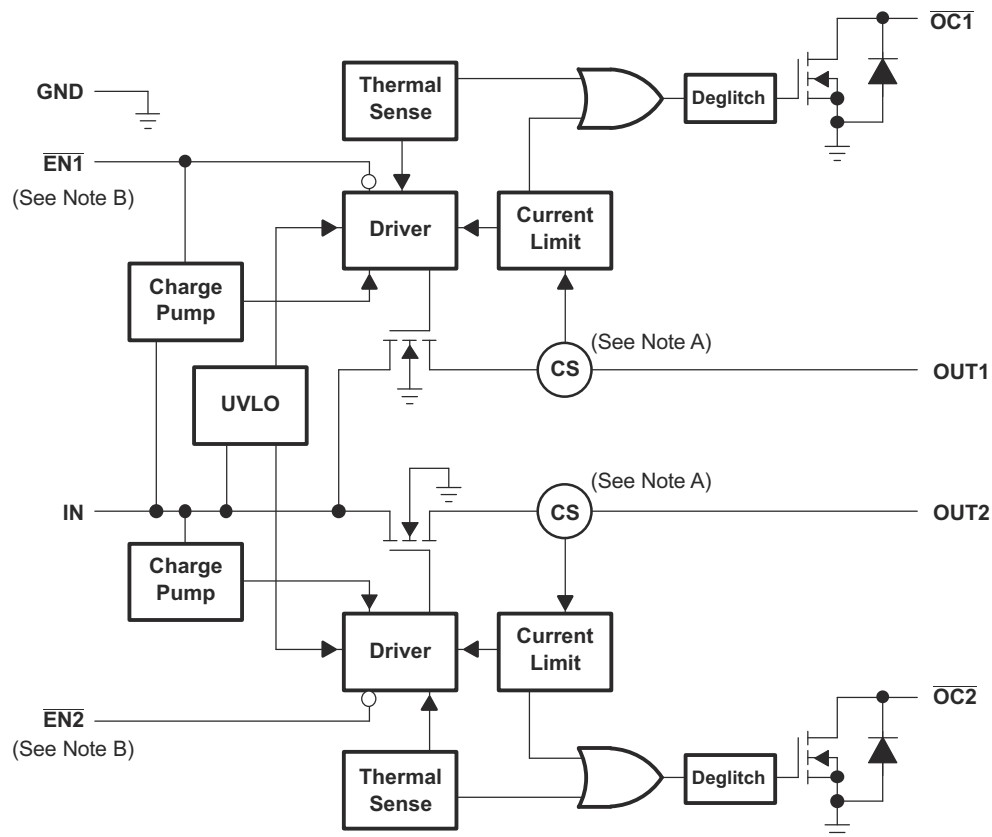 OC1
GND
Thermal
Sense
Deglitch
EN1
(See Note B)
Driver
Current
Limit
Charge
Pump
(See Note A)
CS
OUT1
UVLO
(See Note A)
IN
CS
OUT2
Charge
Pump
Driver
Current
Limit
EN2
(See Note B)
OC2
Thermal
Sense
Deglitch